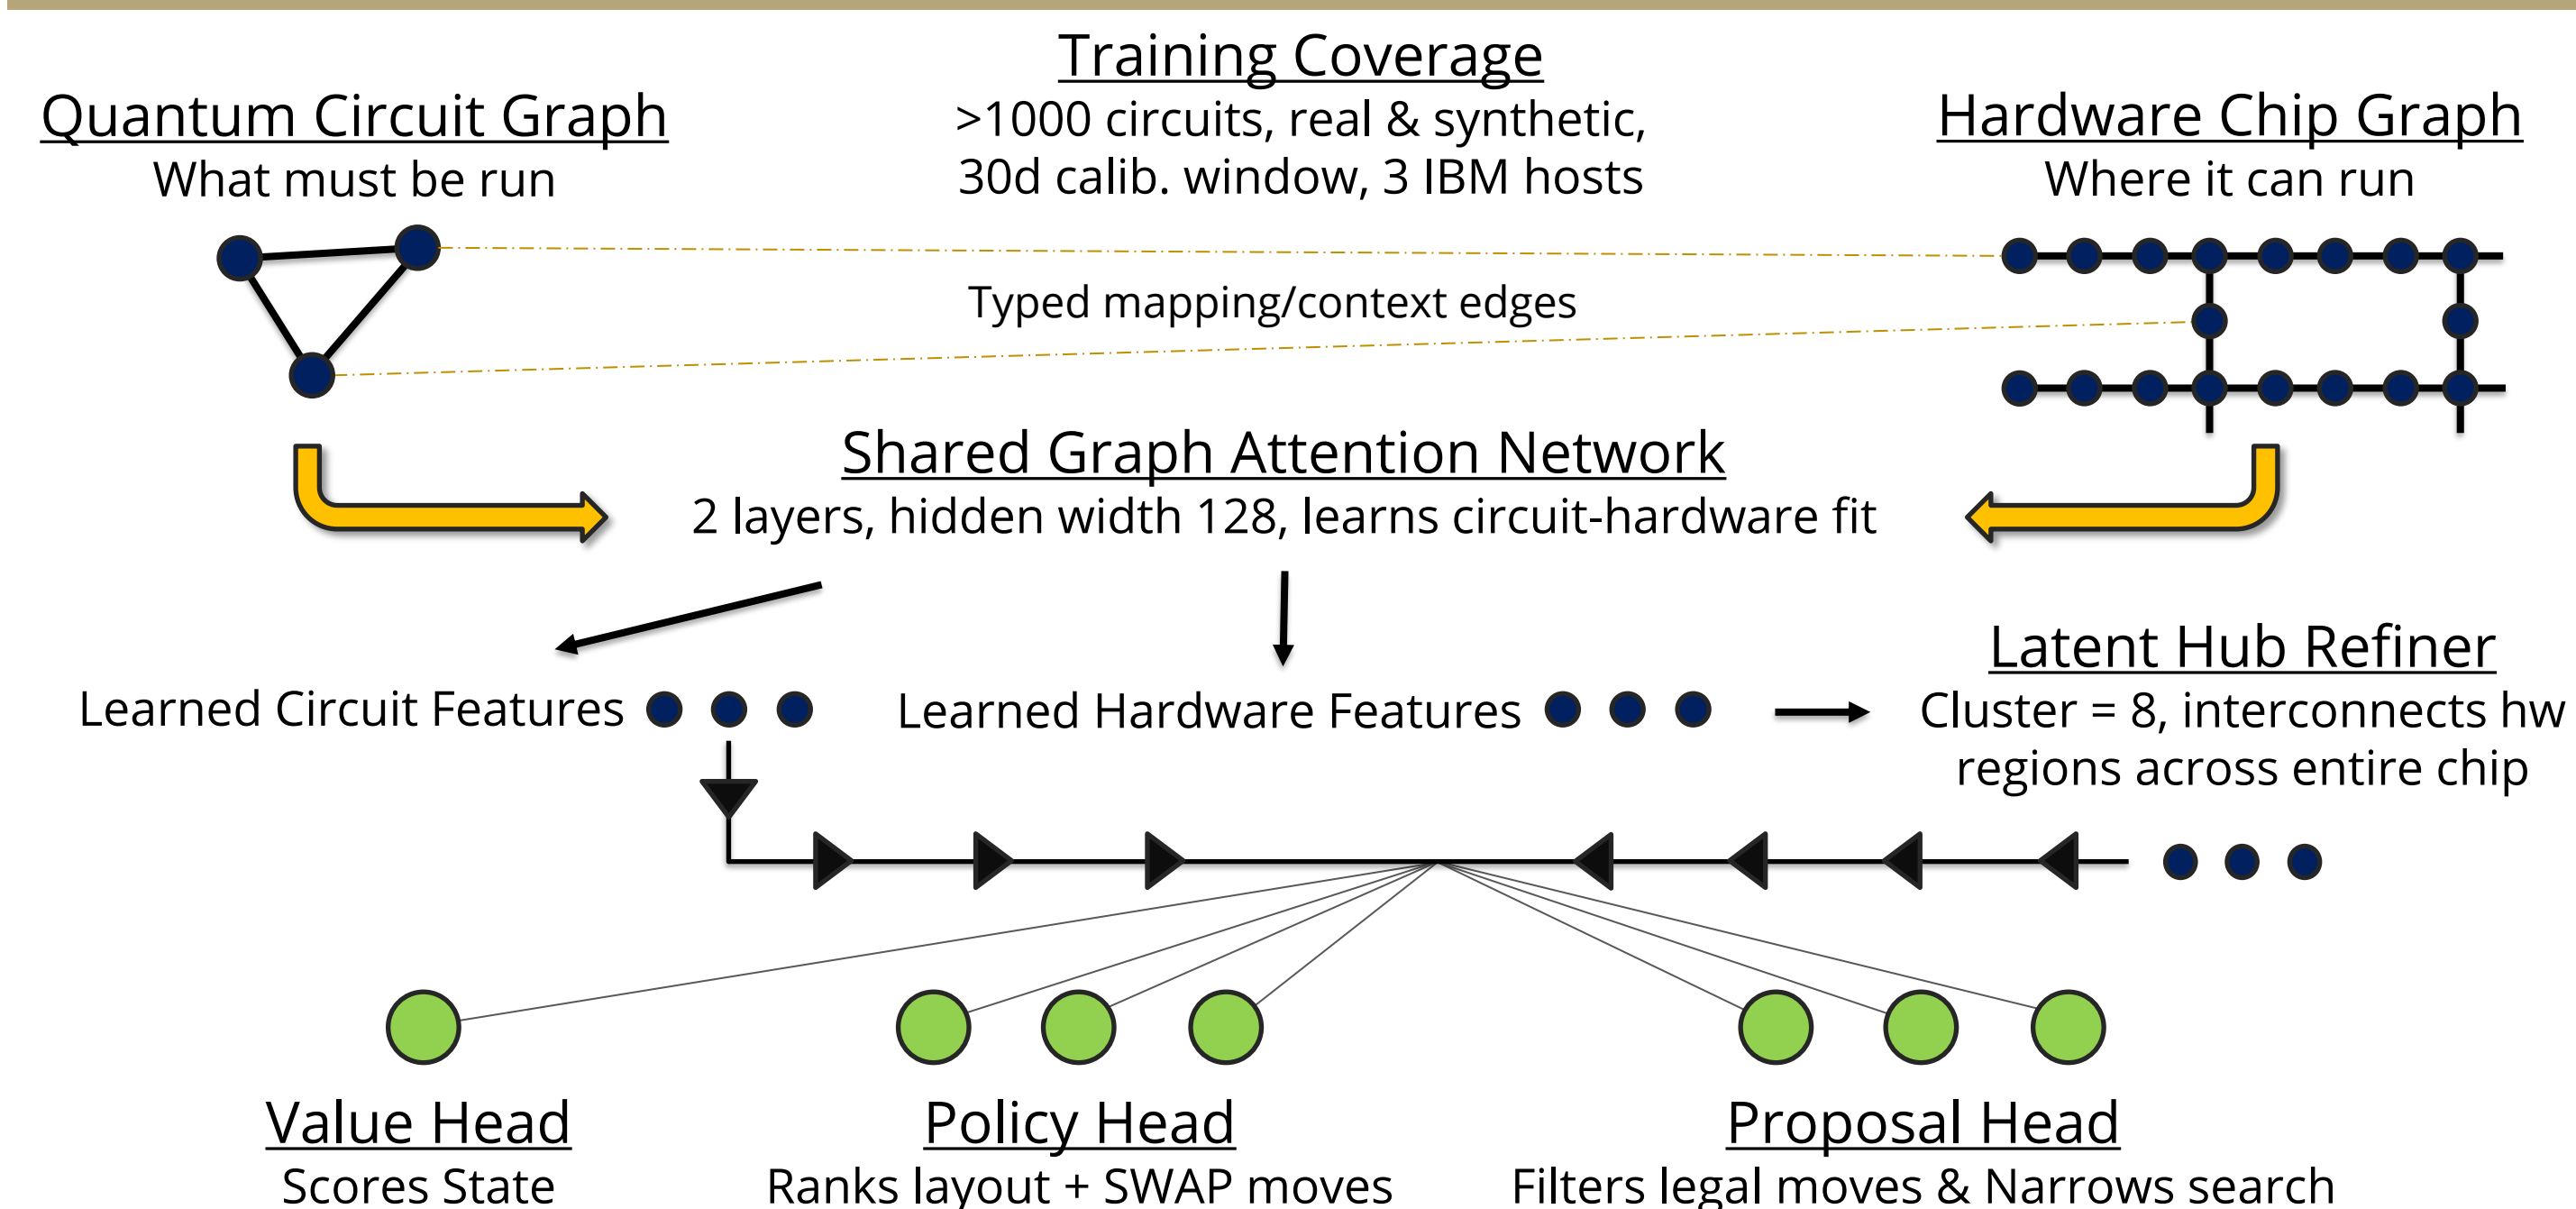 Training Coverage
>1000 circuits, real & synthetic,
30d calib. window, 3 IBM hosts
Quantum Circuit Graph
What must be run
Hardware Chip Graph
Where it can run
Typed mapping/context edges
Shared Graph Attention Network
2 layers, hidden width 128, learns circuit-hardware fit
Learned Circuit Features
Learned Hardware Features
Latent Hub Refiner
Cluster = 8, interconnects hw
regions across entire chip
Value Head
Scores State
Policy Head
Ranks layout + SWAP moves
Proposal Head
Filters legal moves & Narrows search